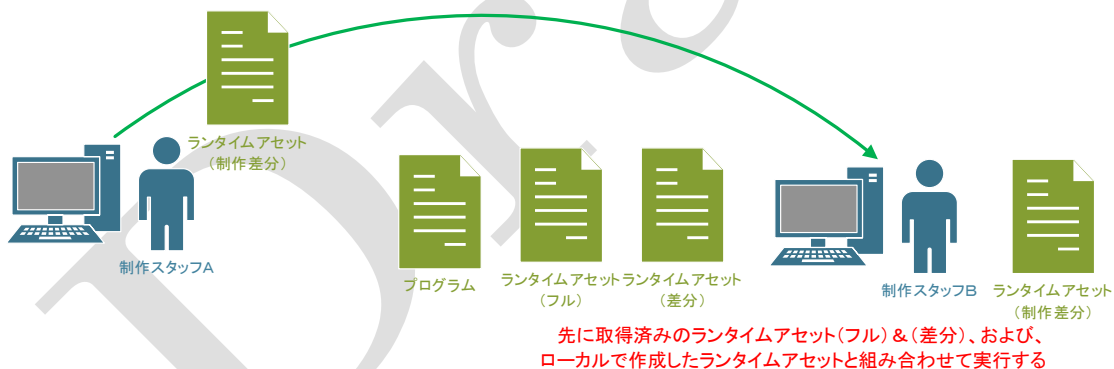 ランタイムアセット
（制作差分）
制作スタッフA
プログラム
ランタイムアセット
（フル）
ランタイムアセット
（差分）
制作スタッフB
ランタイムアセット
（制作差分）
先に取得済みのランタイムアセット（フル）＆（差分）、および、
ローカルで作成したランタイムアセットと組み合わせて実行する